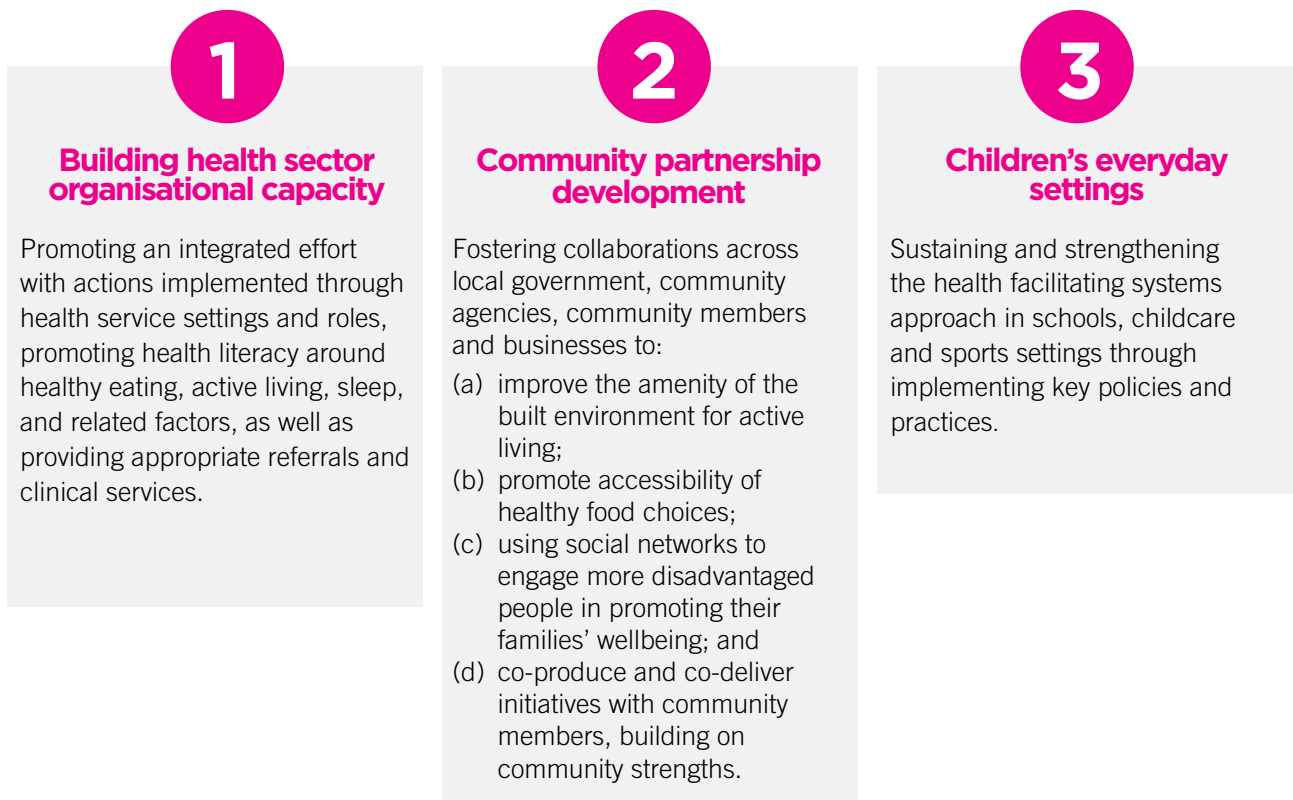 1
Building health sector
organisational capacity
Promoting an integrated effort
with actions implemented through
health service settings and roles,
promoting health literacy around
healthy eating, active living, sleep,
and related factors, as well as
providing appropriate referrals and
clinical services.
2
Community partnership
development
Fostering collaborations across
local government, community
agencies, community members
and businesses to:
(a) improve the amenity of the
built environment for active
living;
(b) promote accessibility of
healthy food choices;
(c) using social networks to
engage more disadvantaged
people in promoting their
families’ wellbeing; and
(d) co-produce and co-deliver
initiatives with community
members, building on
community strengths.
3
Children’s everyday
settings
Sustaining and strengthening
the health facilitating systems
approach in schools, childcare
and sports settings through
implementing key policies and
practices.